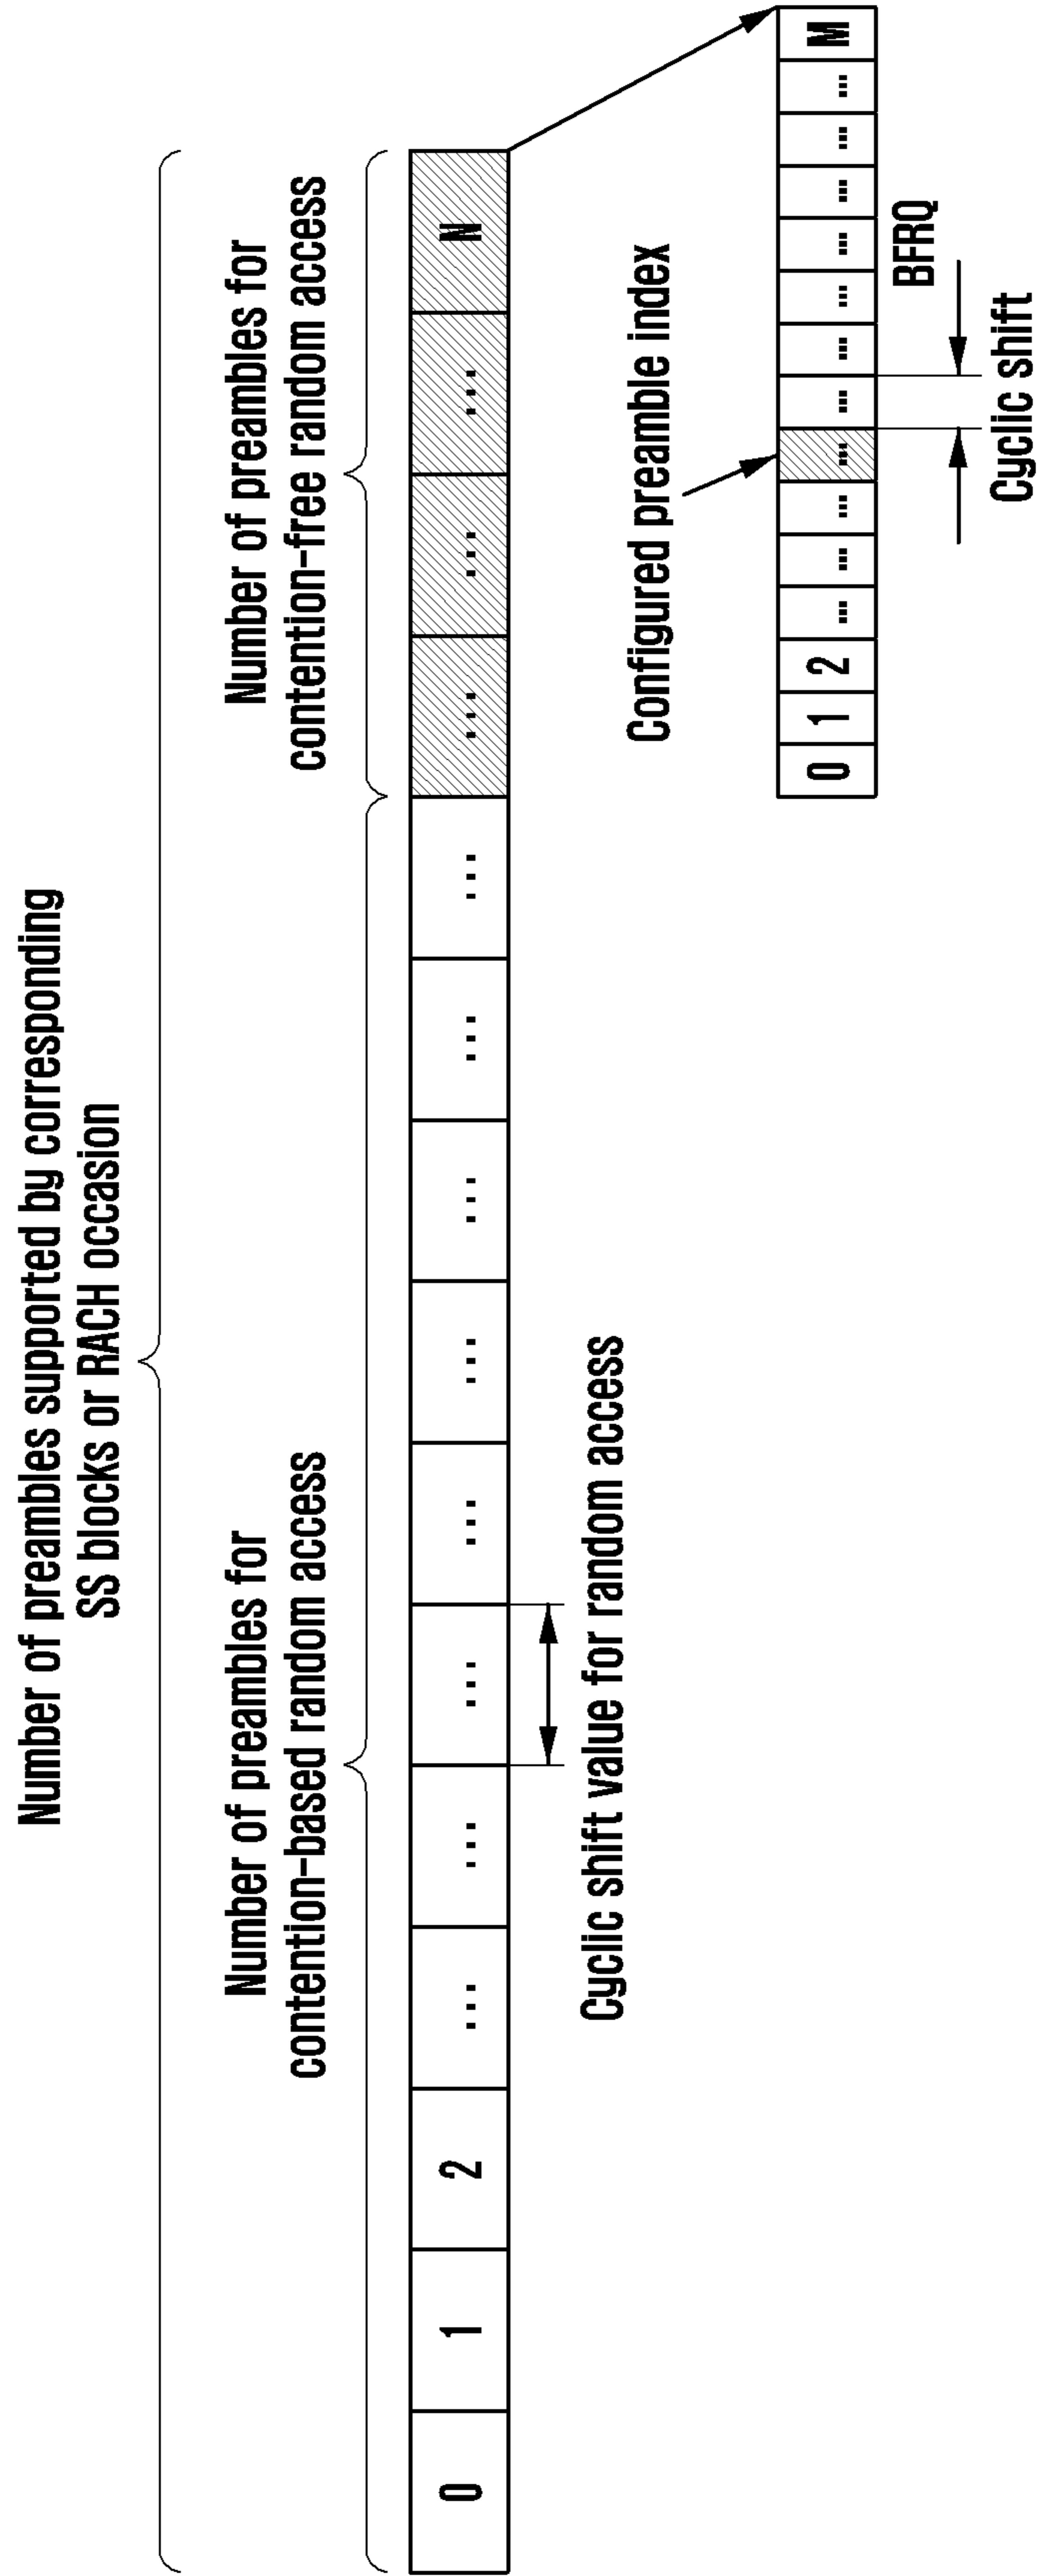 Number of preambles supported by corresponding
SS blocks or RACH occasion
Number of preambles for
contention-based random access
Number of preambles for
contention-free random access
0 1 2 ... ... ... ... ... ... ... ... ... ... ... N
Cyclic shift value for random access
Configured preamble index
0 1 2 ... ... ... ... ... ... ... ... ... ... ... M
BFRQ
Cyclic shift